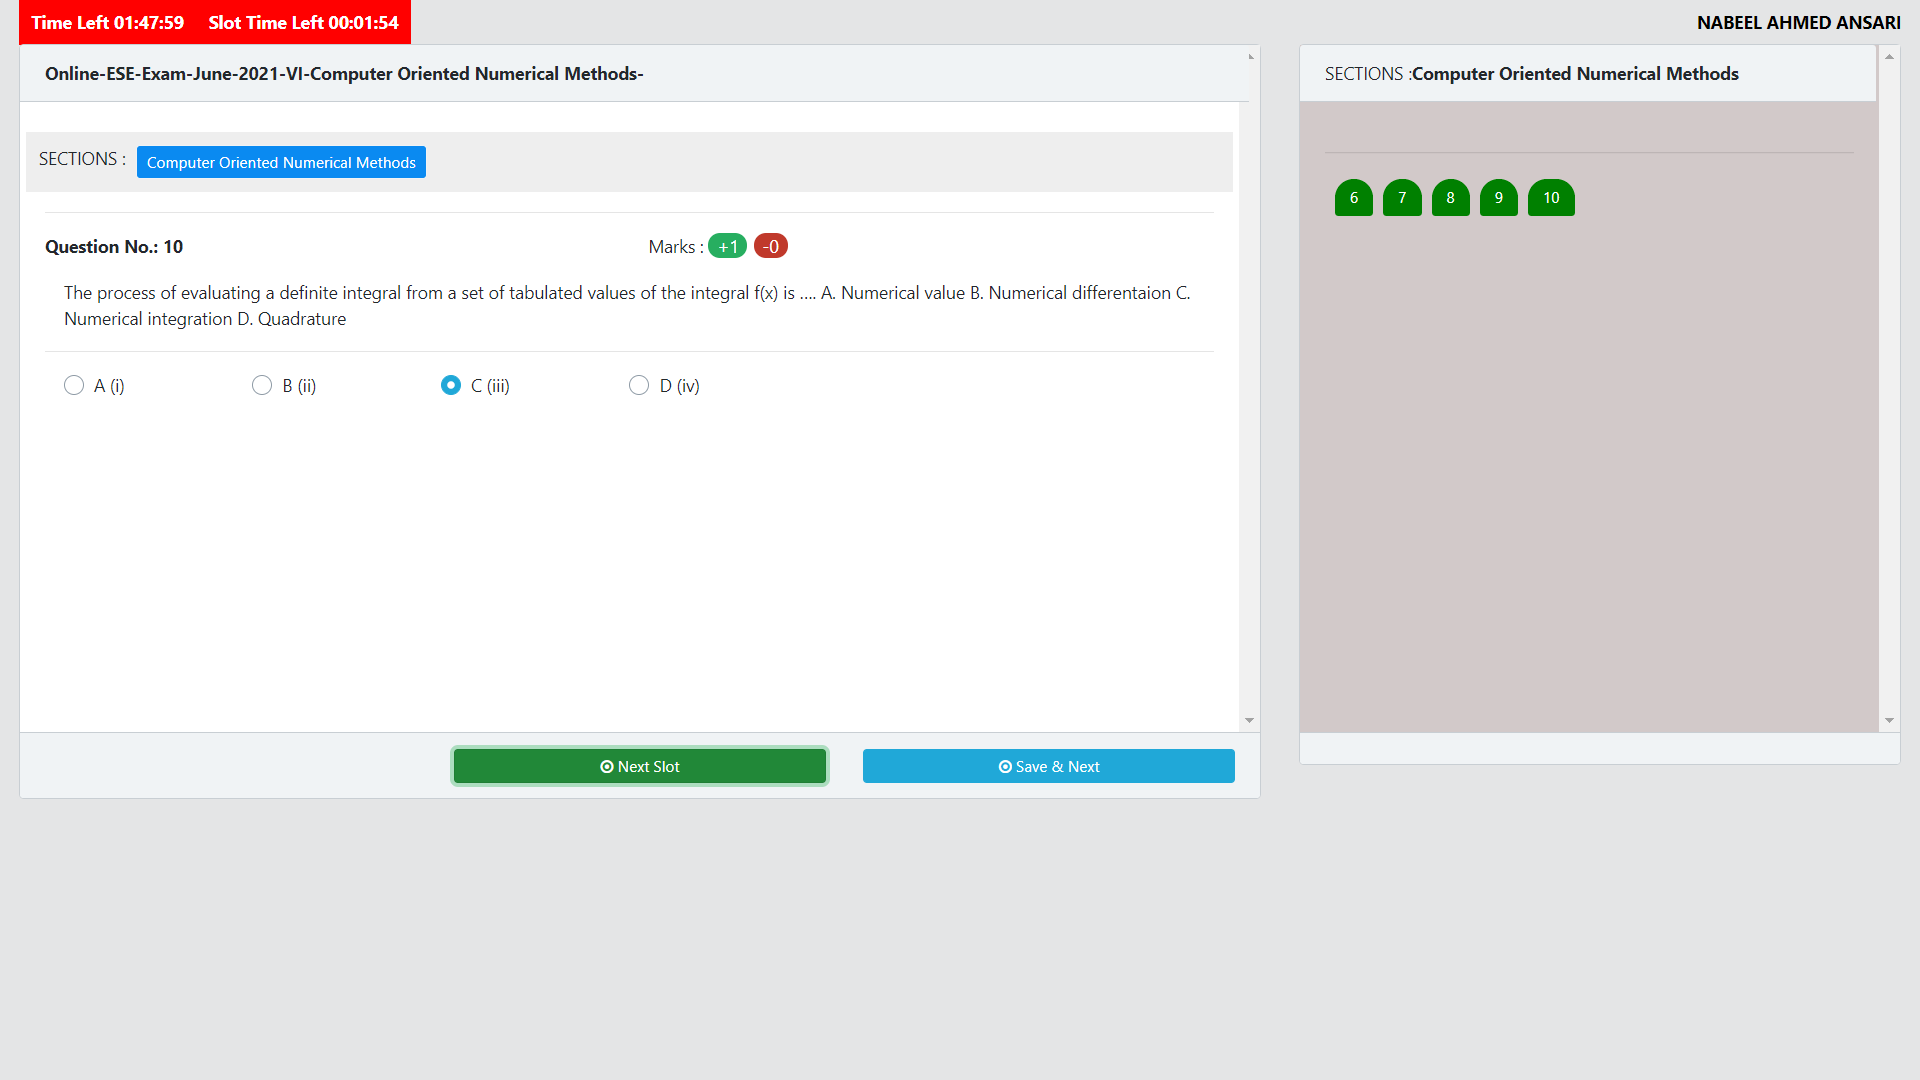 Time Left 01:47:59 Slot Time Left 00:01:54
NABEEL AHMED ANSARI
Online-ESE-Exam-June-2021-VI-Computer Oriented Numerical Methods-
SECTIONS : Computer Oriented Numerical Methods
Question No.: 10 Marks : +1 -0
The process of evaluating a definite integral from a set of tabulated values of the integral f(x) is .... A. Numerical value B. Numerical differentaion C.
Numerical integration D. Quadrature
A (i) B (ii) C (iii) D (iv)
Next Slot Save & Next
SECTIONS :Computer Oriented Numerical Methods
6 7 8 9 10